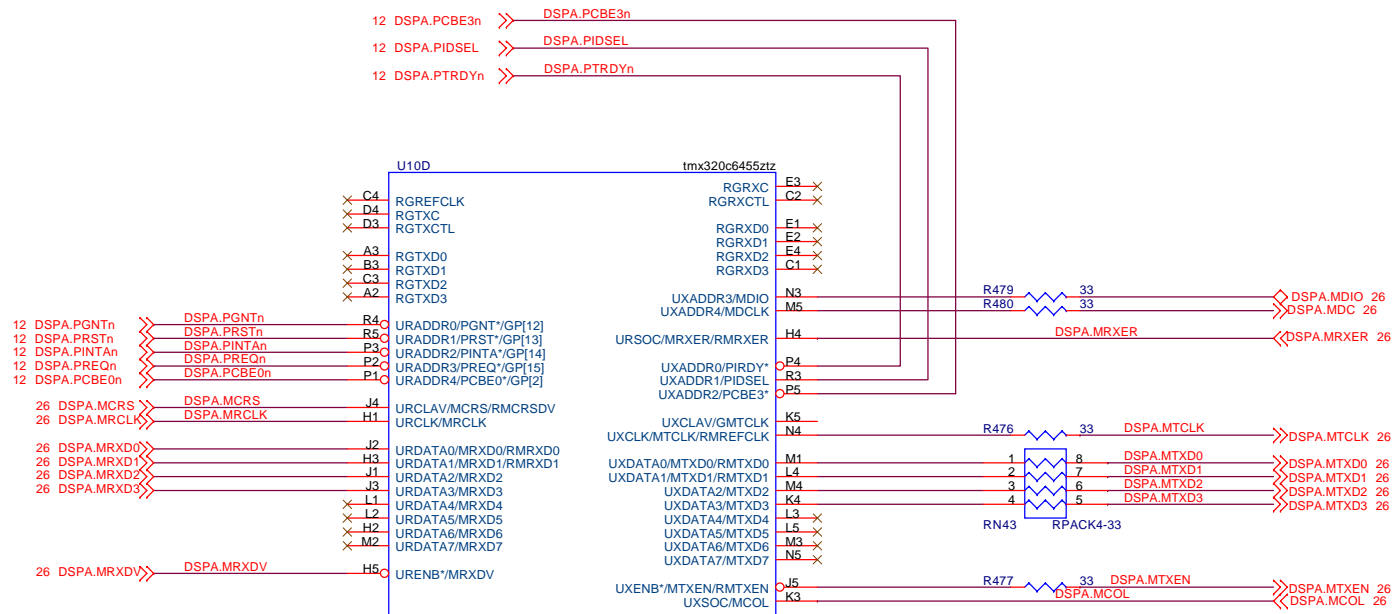 12 DSPA.PCBE3n DSPA.PCBE3n
12 DSPA.PIDSEL DSPA.PIDSEL
12 DSPA.PTRDYn DSPA.PTRDYn
U10D tmx320c6455ztz
RGRXC E3
C4 RGREFCLK RGRXCTL C2
D4 RGTXC
D3 RGTXCTL RGRXD0 E1
RGRXD1 E2
A3 RGTXD0 RGRXD2 E4
B3 RGTXD1 RGRXD3 C1
C3 RGTXD2
A2 RGTXD3 UXADDR3/MDIO N3 R479 33 DSPA.MDIO 26
UXADDR4/MDCLK M5 R480 33 DSPA.MDC 26
12 DSPA.PGNTn DSPA.PGNTn R4 URADDR0/PGNT*/GP[12]
12 DSPA.PRSTn DSPA.PRSTn R5 URADDR1/PRST*/GP[13] URSOC/MRXER/RMRXER H4 DSPA.MRXER DSPA.MRXER 26
12 DSPA.PINTAn DSPA.PINTAn P3 URADDR2/PINTA*/GP[14]
12 DSPA.PREQn DSPA.PREQn P2 URADDR3/PREQ*/GP[15] UXADDR0/PIRDY* P4
12 DSPA.PCBE0n DSPA.PCBE0n P1 URADDR4/PCBE0*/GP[2] UXADDR1/PIDSEL R3
UXADDR2/PCBE3* P5
26 DSPA.MCRS DSPA.MCRS J4 URCLAV/MCRS/RMCRSDV
26 DSPA.MRCLK DSPA.MRCLK H1 URCLK/MRCLK UXCLAV/GMTCLK K5
UXCLK/MTCLK/RMREFCLK N4 R476 33 DSPA.MTCLK DSPA.MTCLK 26
26 DSPA.MRXD0 J2 URDATA0/MRXD0/RMRXD0
26 DSPA.MRXD1 H3 URDATA1/MRXD1/RMRXD1 UXDATA0/MTXD0/RMTXD0 M1 1 8 DSPA.MTXD0 DSPA.MTXD0 26
26 DSPA.MRXD2 J1 URDATA2/MRXD2 UXDATA1/MTXD1/RMTXD1 L4 2 7 DSPA.MTXD1 DSPA.MTXD1 26
26 DSPA.MRXD3 J3 URDATA3/MRXD3 UXDATA2/MTXD2 M4 3 6 DSPA.MTXD2 DSPA.MTXD2 26
L1 URDATA4/MRXD4 UXDATA3/MTXD3 K4 4 5 DSPA.MTXD3 DSPA.MTXD3 26
L2 URDATA5/MRXD5 UXDATA4/MTXD4 L3 RN43 RPACK4-33
H2 URDATA6/MRXD6 UXDATA5/MTXD5 L5
M2 URDATA7/MRXD7 UXDATA6/MTXD6 M3
UXDATA7/MTXD7 N5
26 DSPA.MRXDV DSPA.MRXDV H5 URENB*/MRXDV
UXENB*/MTXEN/RMTXEN J5 R477 33 DSPA.MTXEN DSPA.MTXEN 26
UXSOC/MCOL K3 DSPA.MCOL DSPA.MCOL 26